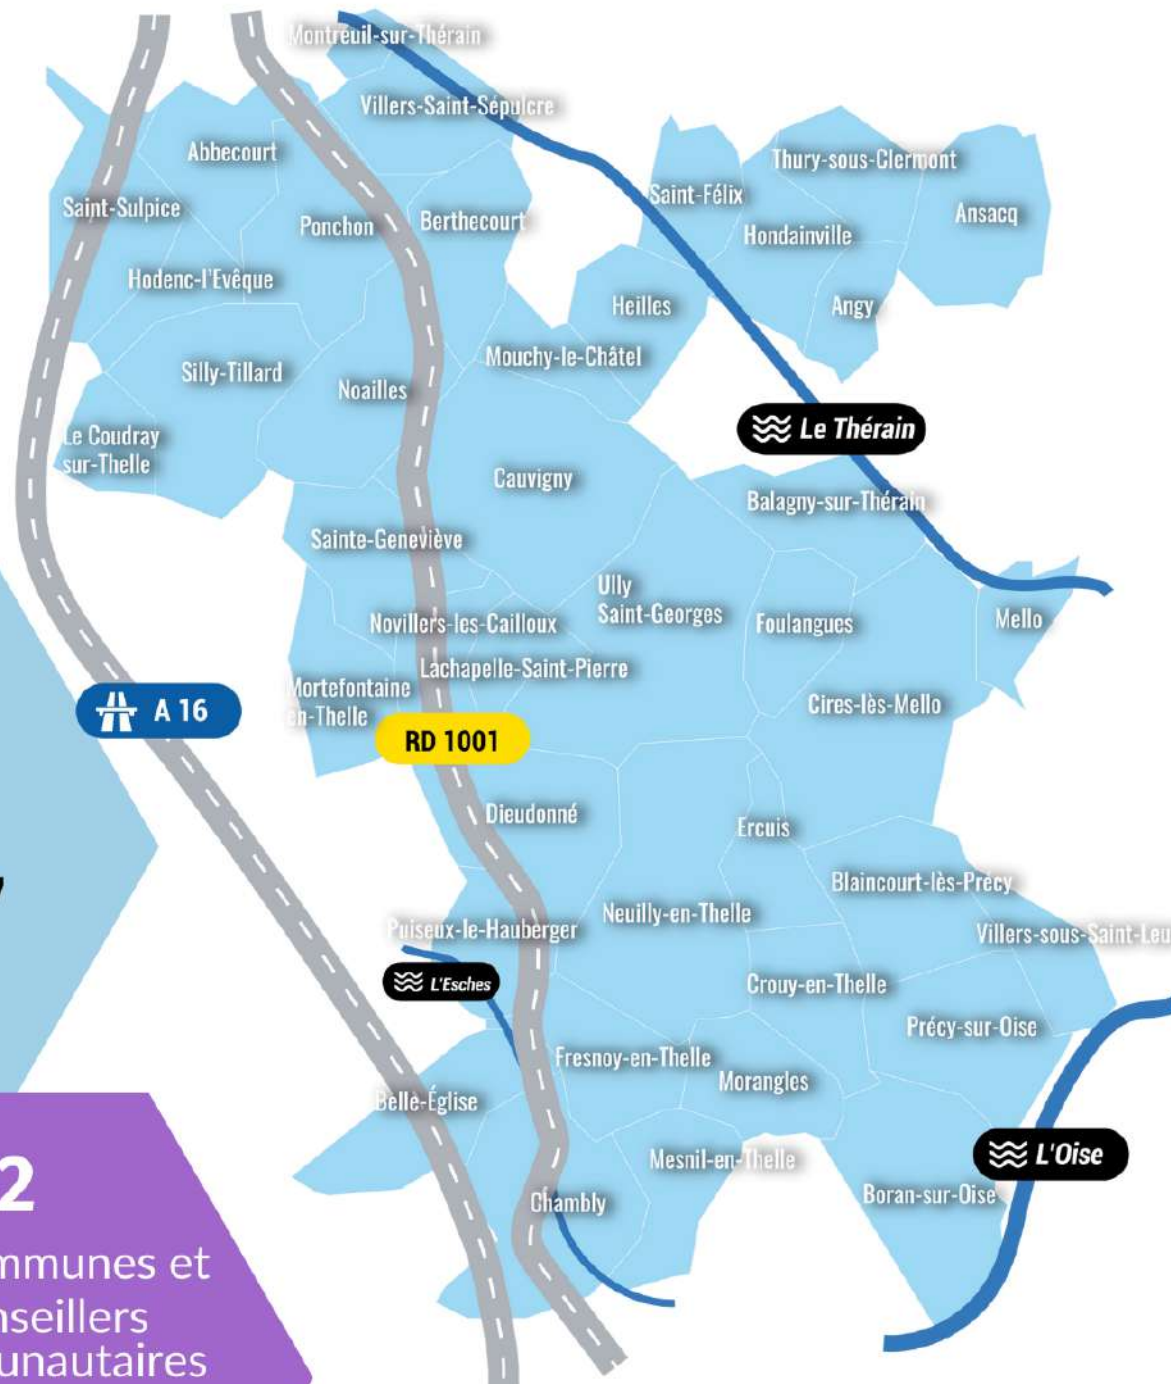 Montreuil-sur-Thérain
Villers-Saint-Sépulcre
Abbecourt
Thury-sous-Clermont
Saint-Félix
Saint-Sulpice
Ponchon
Berthecourt
Ansacq
Hondainville
Hodenc-l'Evêque
Heilles
Angy
Mouchy-le-Châtel
Silly-Tillard
Noailles
Le Thérain
Le Coudray
sur-Thelle
Cauvigny
Balagny-sur-Thérain
Sainte-Geneviève
Ully
Saint-Georges
Novillers-les-Cailloux
Foulangues
Mello
Lachapelle-Saint-Pierre
Mortefontaine
en-Thelle
Cires-lès-Mello
A 16
RD 1001
Dieudonné
Ercuis
Blaincourt-lès-Précy
Neuilly-en-Thelle
Puiseux-le-Hauberger
Villers-sous-Saint-Leu
L'Esches
Crouy-en-Thelle
Précy-sur-Oise
Fresnoy-en-Thelle
Morangles
Belle-Église
L'Oise
Mesnil-en-Thelle
Boran-sur-Oise
Chambly
2
mmunes et
nseillers
unautaires